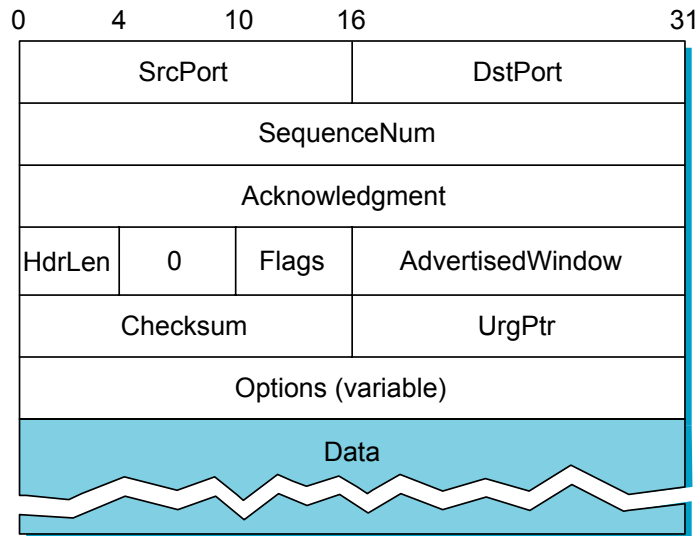 0 4 10 16 31
SrcPort DstPort
SequenceNum
Acknowledgment
HdrLen 0 Flags AdvertisedWindow
Checksum UrgPtr
Options (variable)
Data